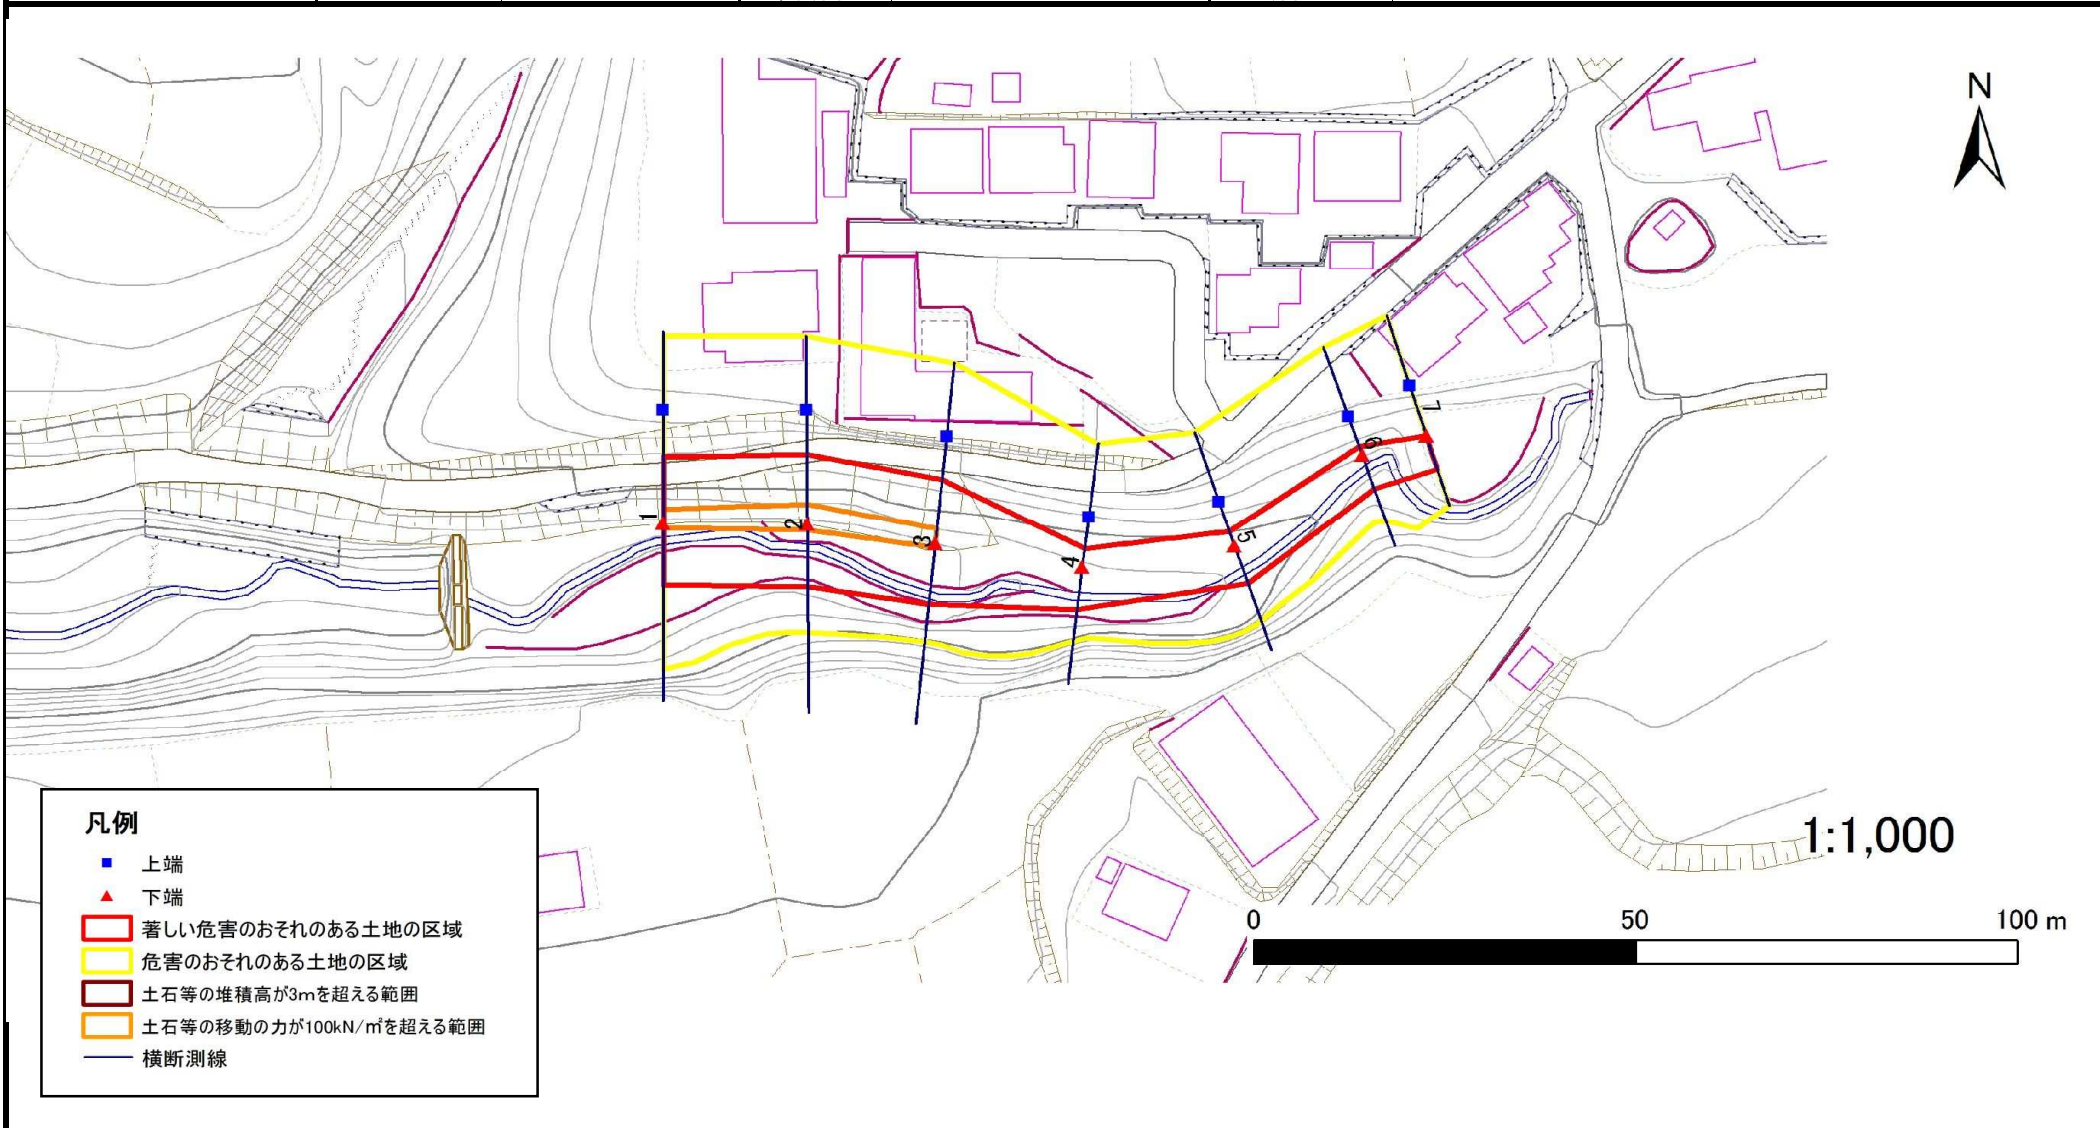 N
1
2
3
4
5
6
7
1:1,000
0 50 100 m
凡例
上端
下端
著しい危害のおそれのある土地の区域
危害のおそれのある土地の区域
土石等の堆積高が3mを超える範囲
土石等の移動の力が100kN/㎡を超える範囲
横断測線